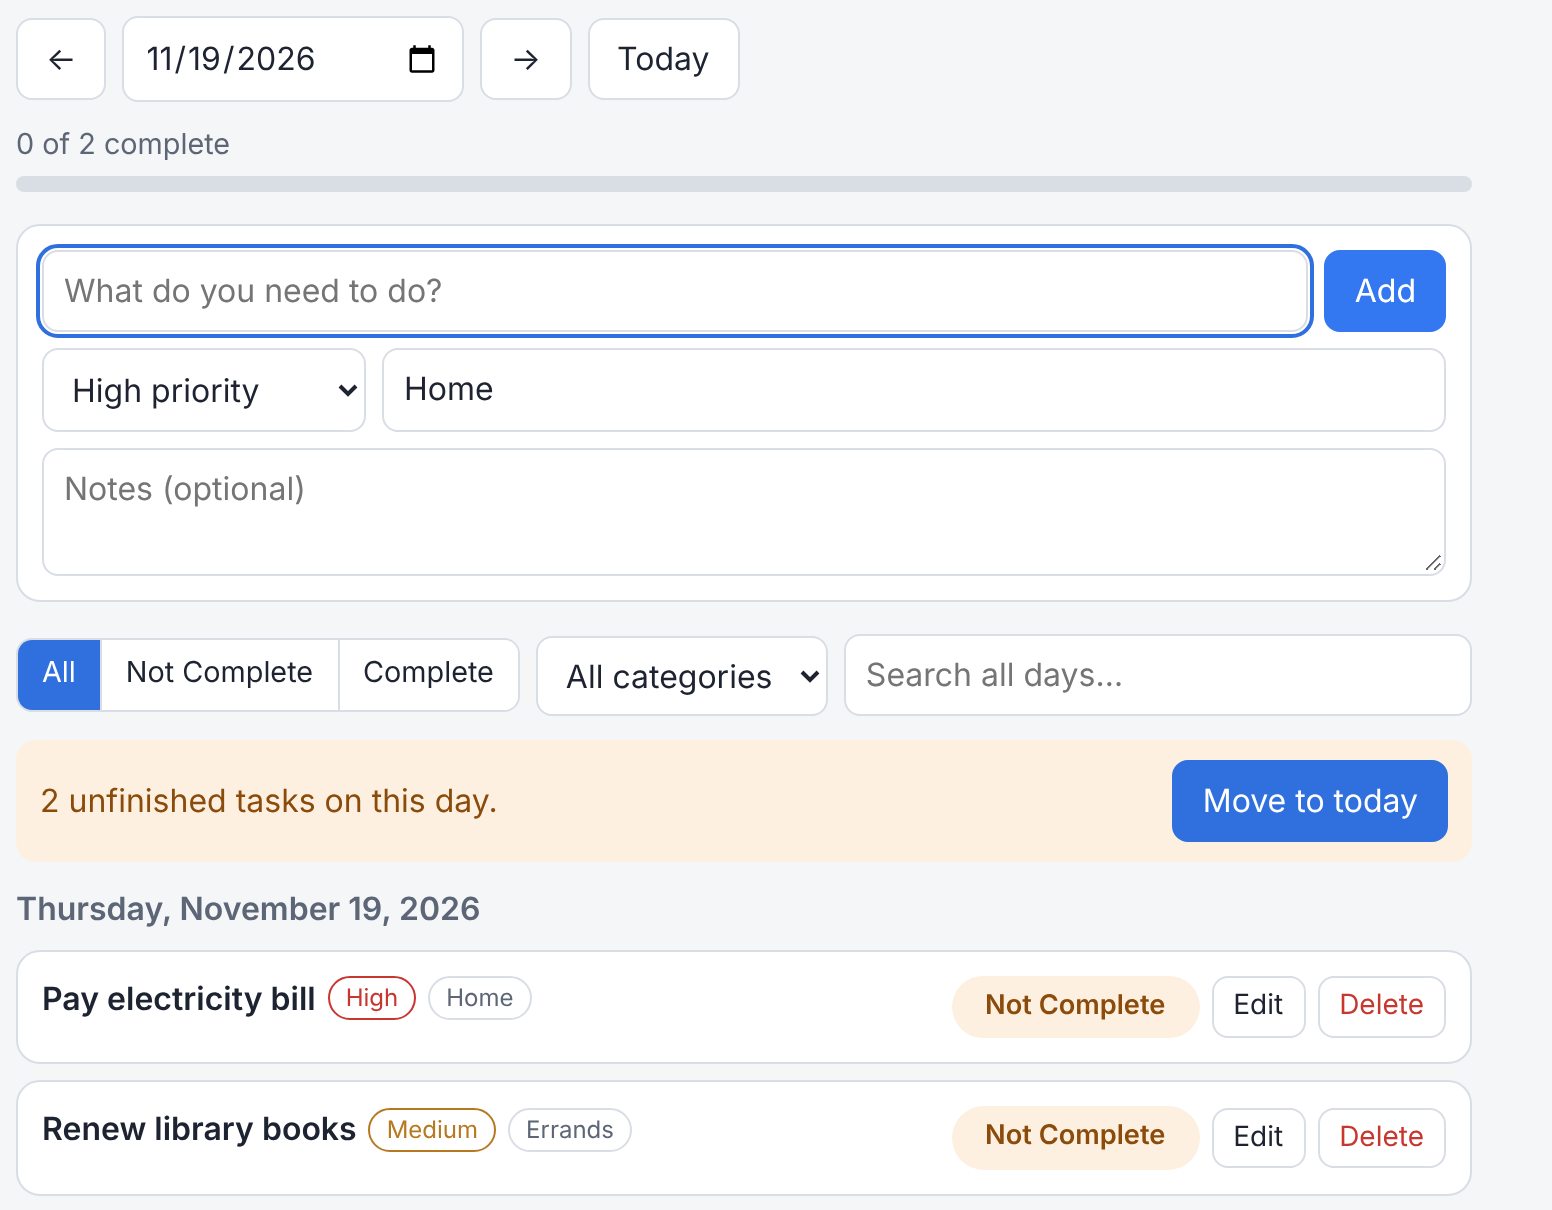 ← 11/19/2026 → Today
0 of 2 complete
What do you need to do? Add
High priority Home
Notes (optional)
All Not Complete Complete All categories Search all days...
2 unfinished tasks on this day. Move to today
Thursday, November 19, 2026
Pay electricity bill High Home Not Complete Edit Delete
Renew library books Medium Errands Not Complete Edit Delete